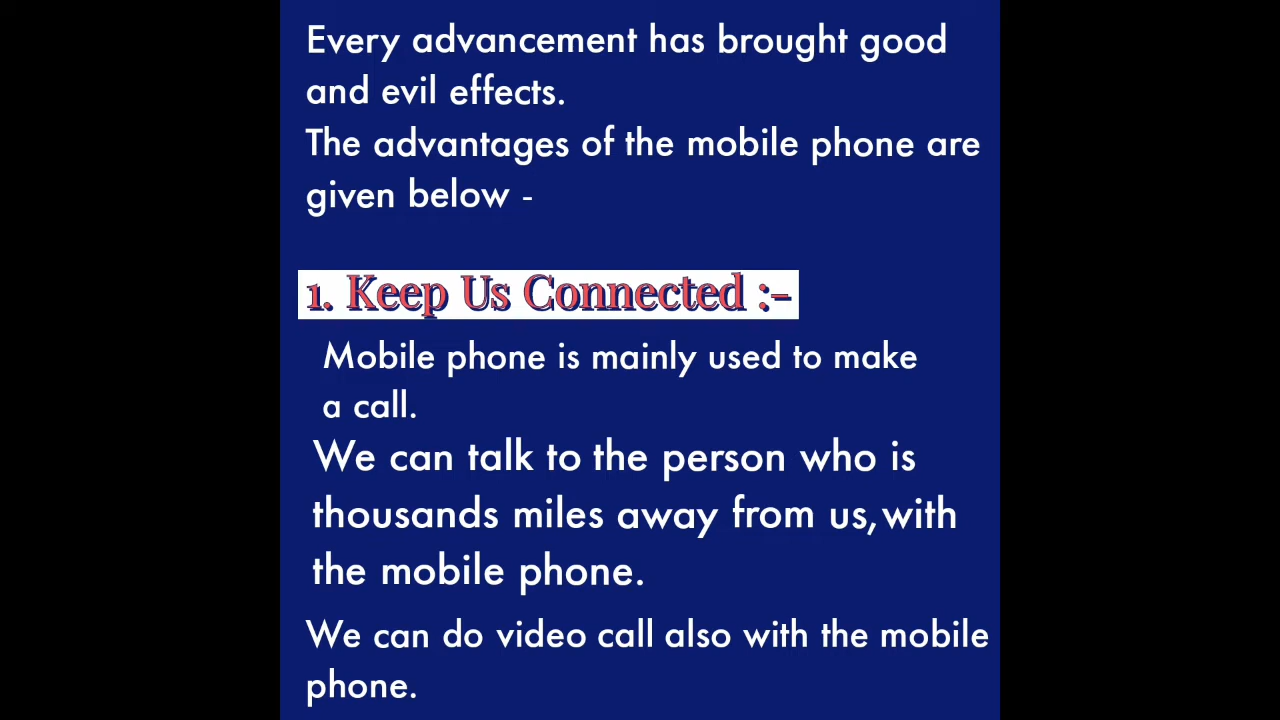 Every advancement has brought good
and evil effects.
The advantages of the mobile phone are
given below -
1. Keep Us Connected :-
Mobile phone is mainly used to make
a call.
We can talk to the person who is
thousands miles away from us,with
the mobile phone.
We can do video call also with the mobile
phone.